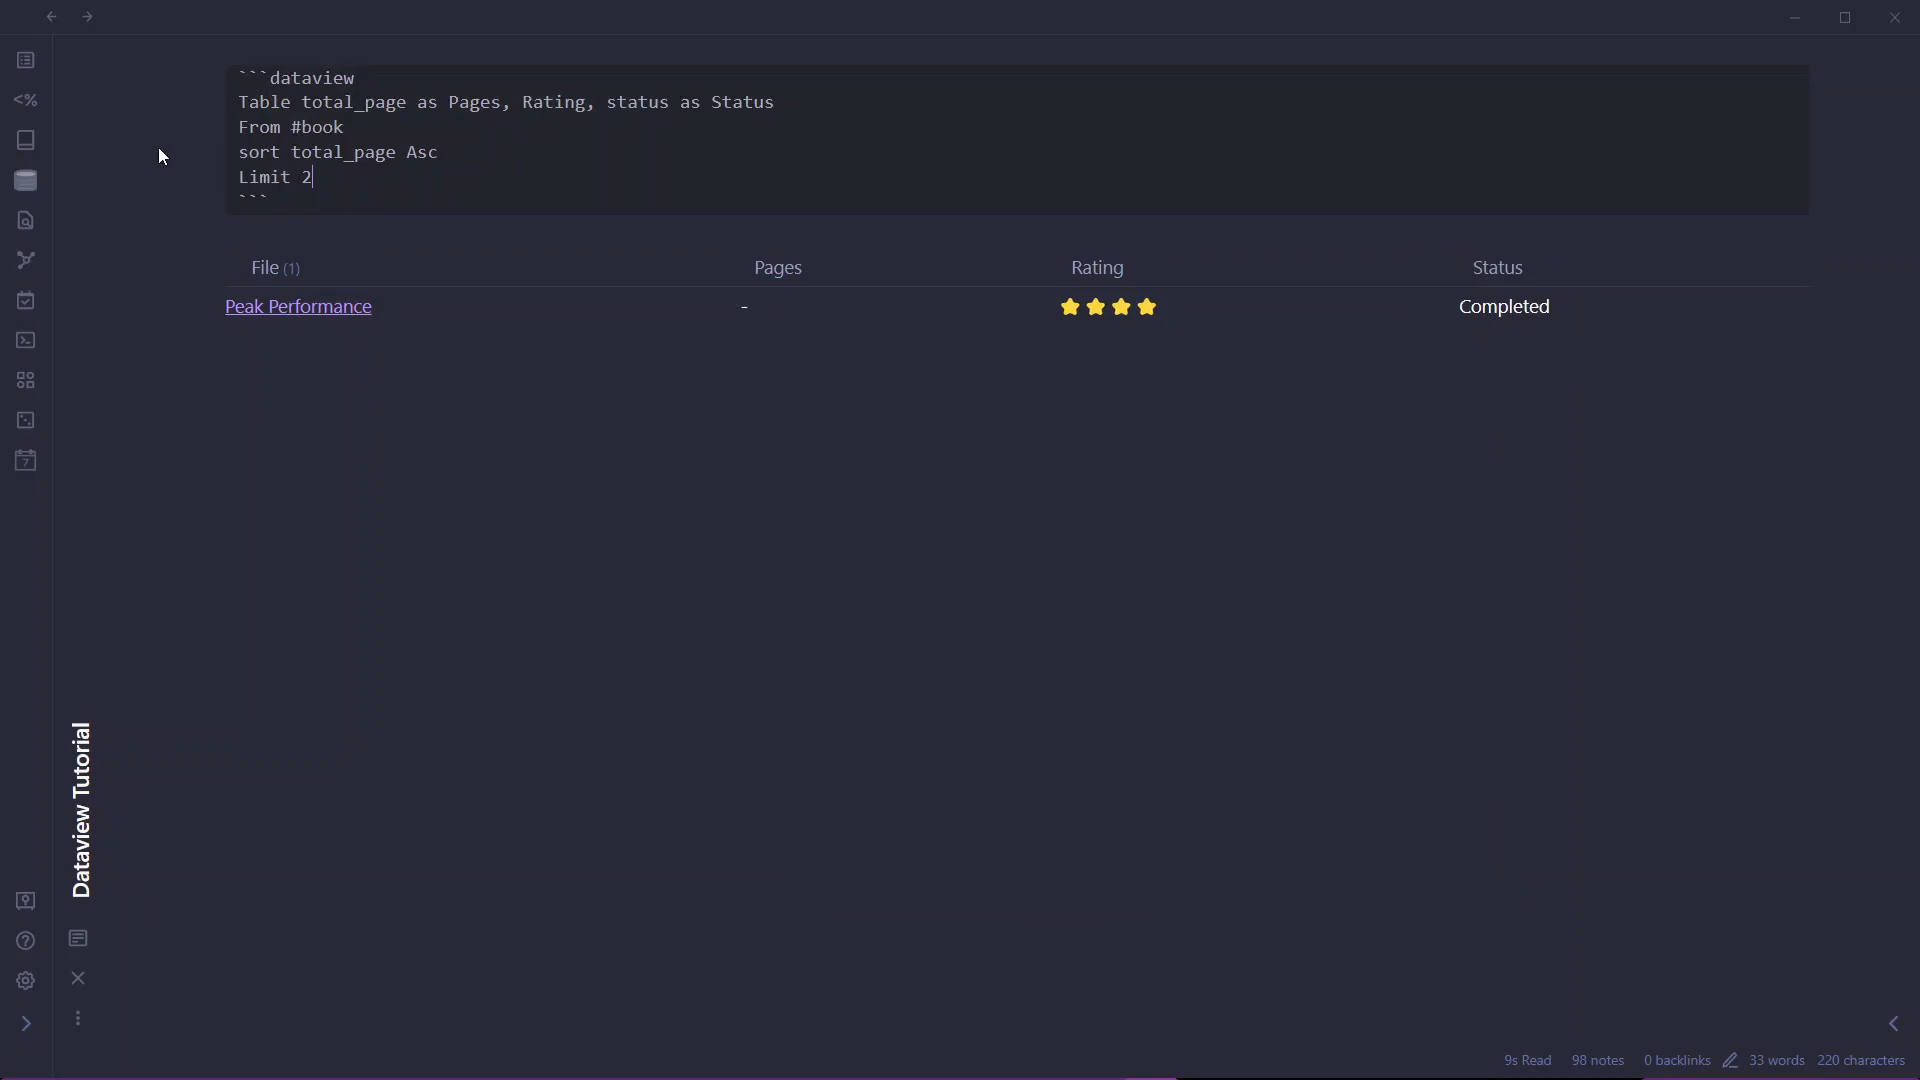 ```dataview
Table total_page as Pages, Rating, status as Status
From #book
sort total_page Asc
Limit 2
```
File (1) Pages Rating Status
Peak Performance - Completed
Dataview Tutorial
<%
7
9s Read 98 notes 0 backlinks 33 words 220 characters